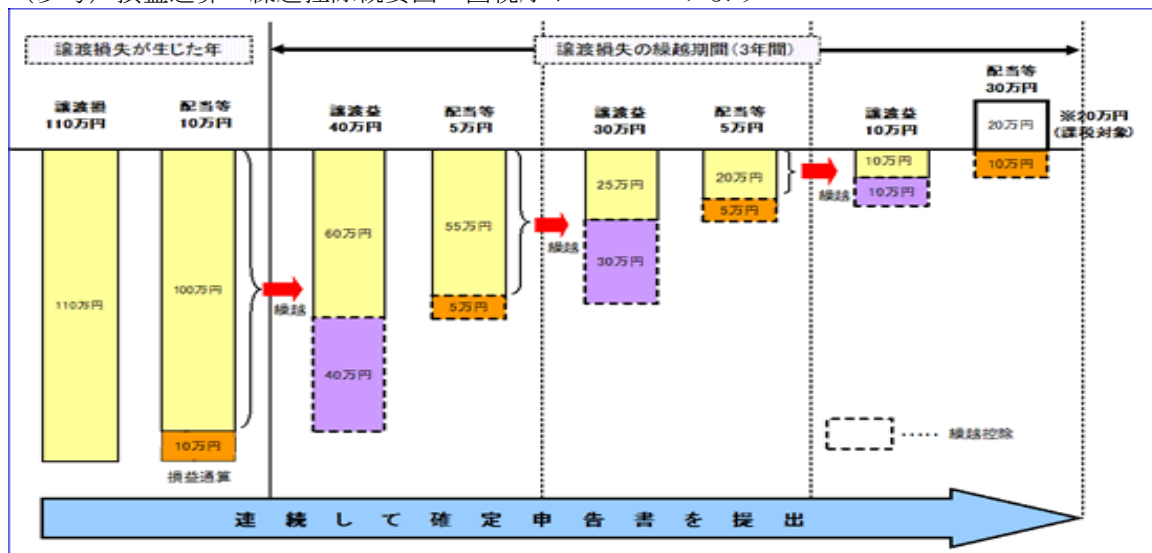 譲渡損失が生じた年
譲渡損失の繰越期間(3年間)
譲渡損
110万円
配当等
10万円
譲渡益
40万円
配当等
5万円
譲渡益
30万円
配当等
5万円
譲渡益
10万円
配当等
30万円
20万円
※20万円
(課税対象)
110万円
100万円
10万円
損益通算
繰越
60万円
40万円
55万円
5万円
繰越
25万円
30万円
20万円
5万円
繰越
10万円
10万円
10万円
‥‥‥ 繰越控除
連続して確定申告書を提出